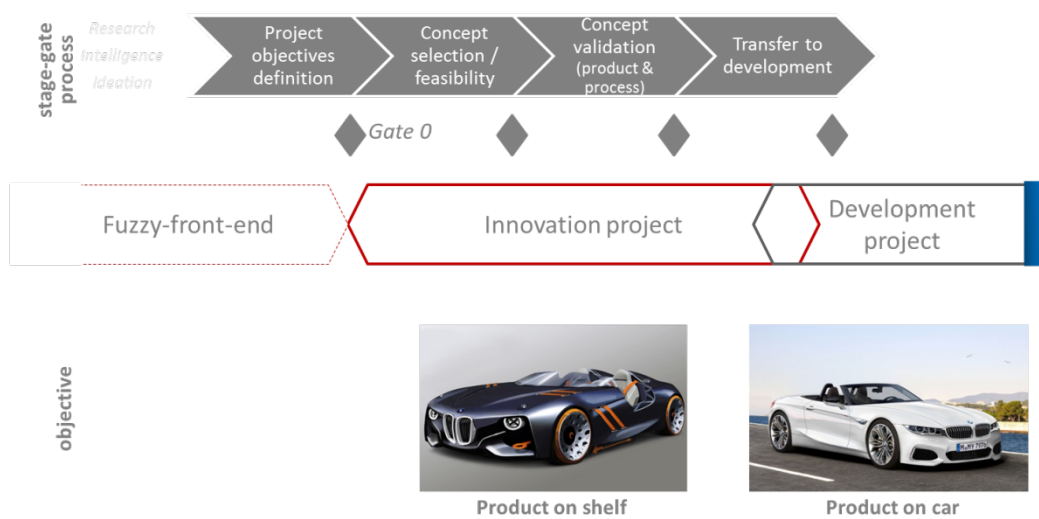 stage-gate
process
Research
Intelligence
Ideation
Project
objectives
definition
Concept
selection /
feasibility
Concept
validation
(product &
process)
Transfer to
development
Gate 0
Fuzzy-front-end
Innovation project
Development
project
objective
Product on shelf
Product on car